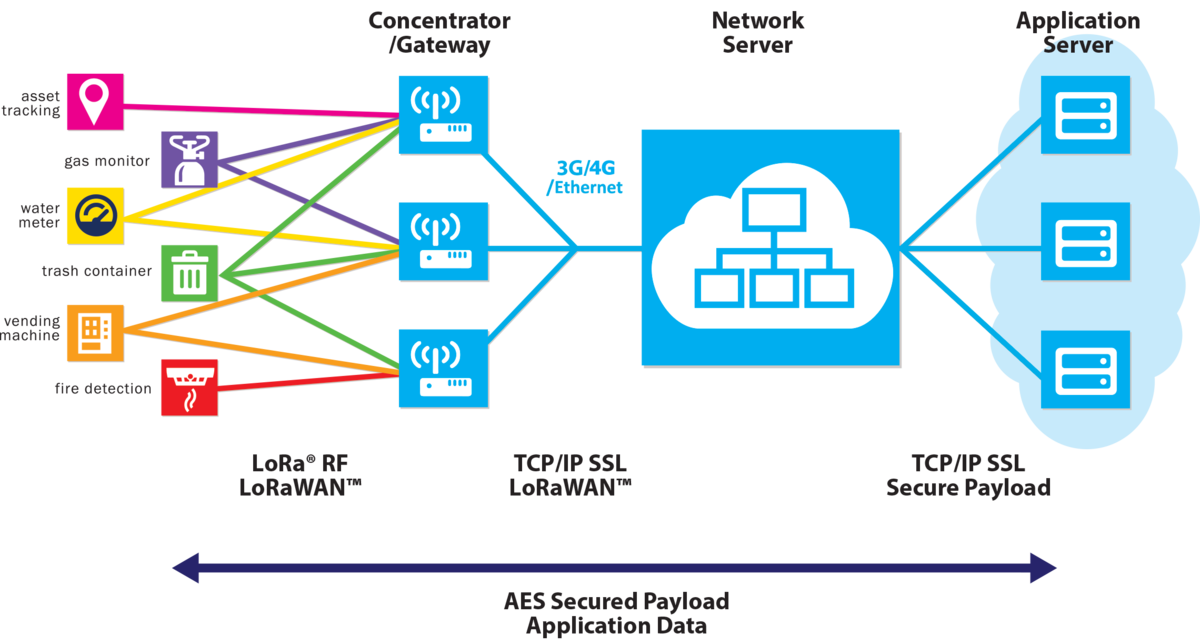 Concentrator
/Gateway
Network
Server
Application
Server
asset
tracking
gas monitor
water
meter
trash container
vending
machine
fire detection
3G/4G
/Ethernet
LoRa® RF
LoRaWAN™
TCP/IP SSL
LoRaWAN™
TCP/IP SSL
Secure Payload
AES Secured Payload
Application Data